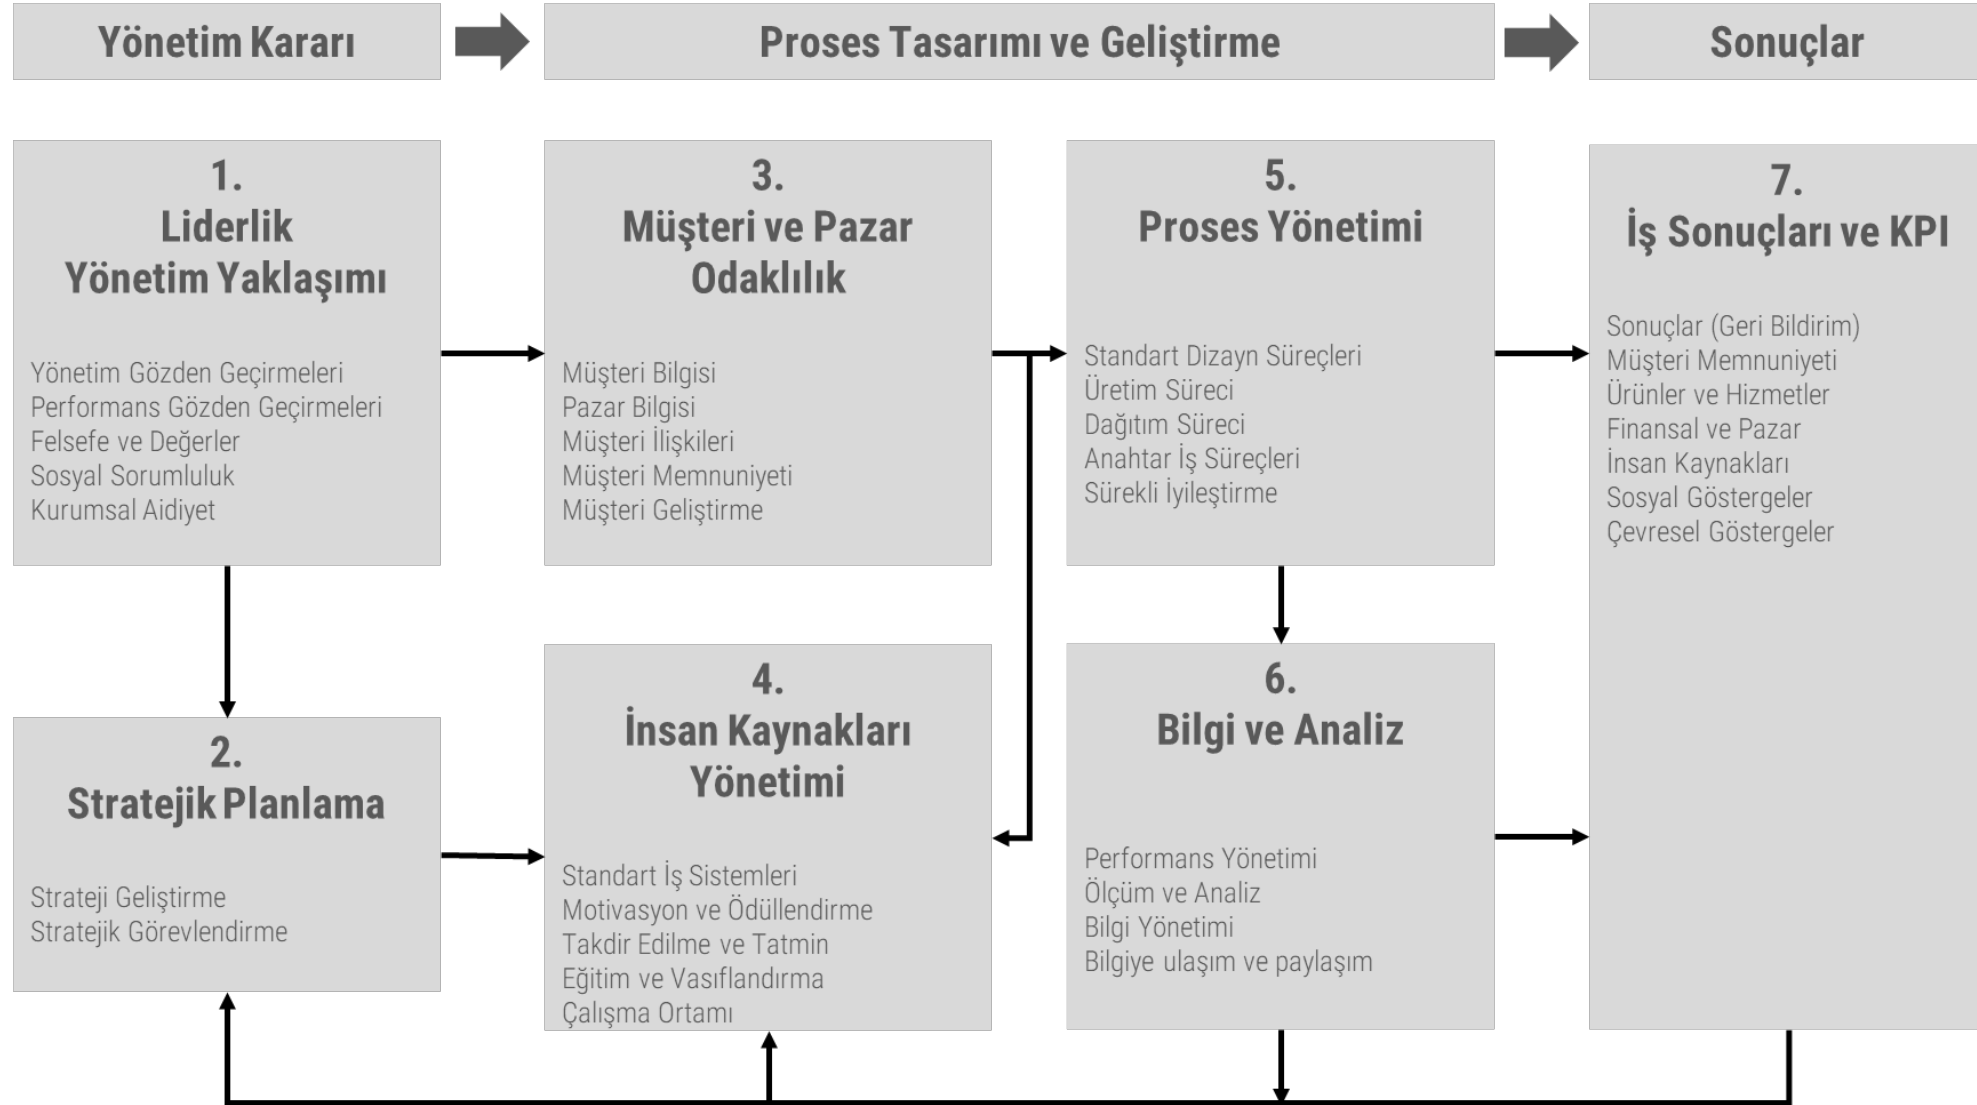 Yönetim Kararı
Proses Tasarımı ve Geliştirme
Sonuçlar
1.
Liderlik
Yönetim Yaklaşımı
Yönetim Gözden Geçirmeleri
Performans Gözden Geçirmeleri
Felsefe ve Değerler
Sosyal Sorumluluk
Kurumsal Aidiyet
2.
Stratejik Planlama
Strateji Geliştirme
Stratejik Görevlendirme
3.
Müşteri ve Pazar
Odaklılık
Müşteri Bilgisi
Pazar Bilgisi
Müşteri İlişkileri
Müşteri Memnuniyeti
Müşteri Geliştirme
4.
İnsan Kaynakları
Yönetimi
Standart İş Sistemleri
Motivasyon ve Ödüllendirme
Takdir Edilme ve Tatmin
Eğitim ve Vasıflandırma
Çalışma Ortamı
5.
Proses Yönetimi
Standart Dizayn Süreçleri
Üretim Süreci
Dağıtım Süreci
Anahtar İş Süreçleri
Sürekli İyileştirme
6.
Bilgi ve Analiz
Performans Yönetimi
Ölçüm ve Analiz
Bilgi Yönetimi
Bilgiye ulaşım ve paylaşım
7.
İş Sonuçları ve KPI
Sonuçlar (Geri Bildirim)
Müşteri Memnuniyeti
Ürünler ve Hizmetler
Finansal ve Pazar
İnsan Kaynakları
Sosyal Göstergeler
Çevresel Göstergeler